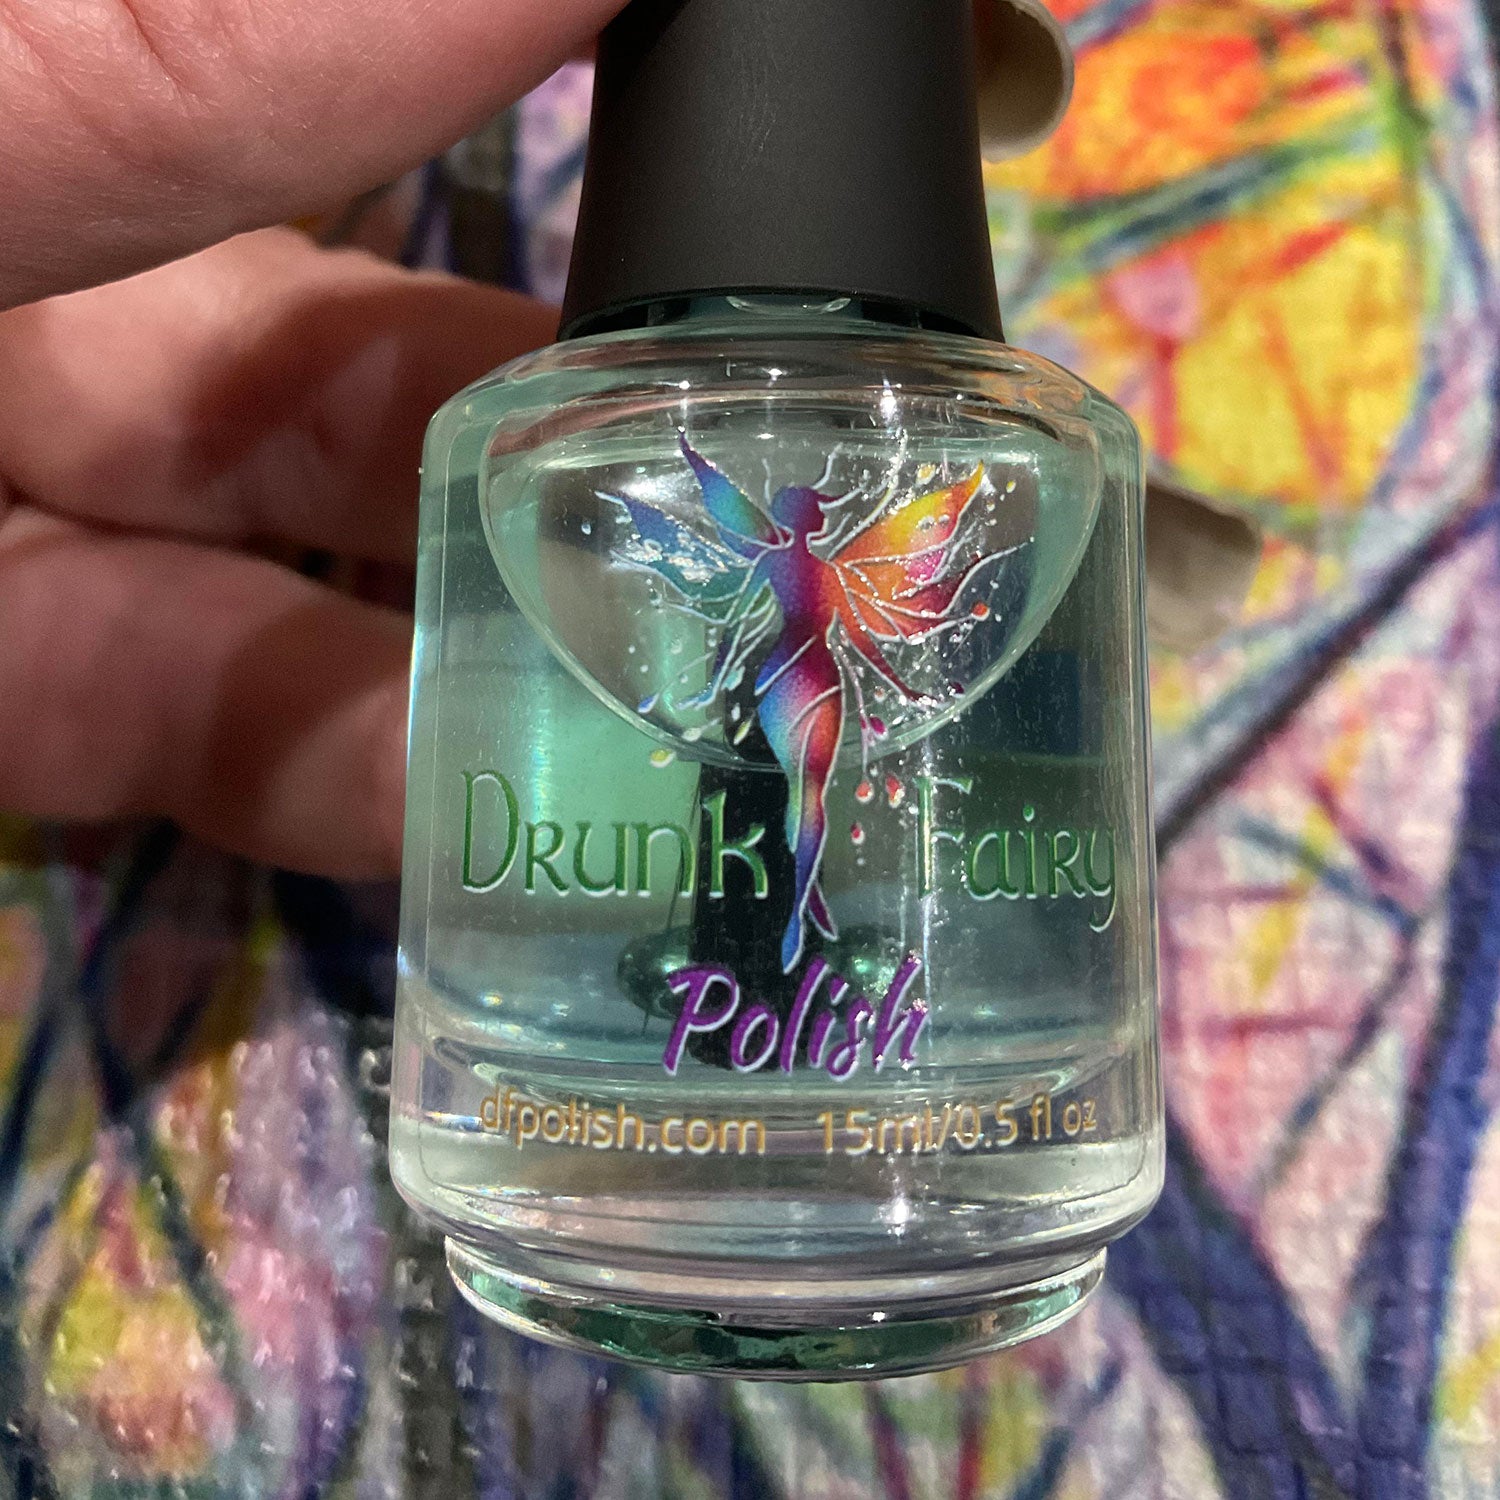 Drunk Fairy
Polish
dfpolish.com 15ml/0.5 fl oz